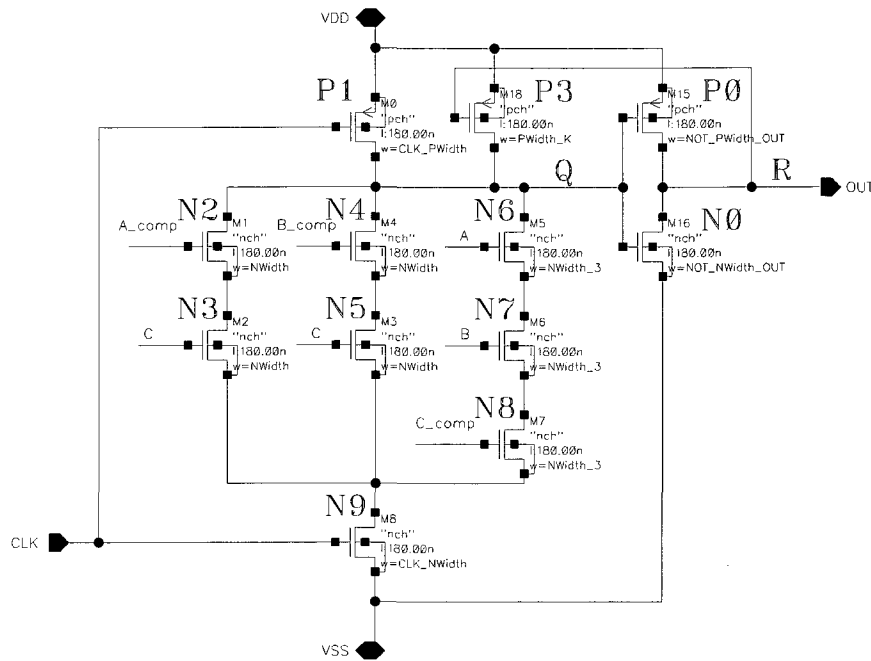 VDD
P1
M0
"pch"
l:180.00n
w=CLK_PWidth
P3
M18
"pch"
l:180.00n
w=PWidth_K
P0
M15
"pch"
l:180.00n
w=NOT_PWidth_OUT
Q
R
OUT
N2
A_comp
M1
"nch"
l:180.00n
w=NWidth
N4
B_comp
M4
"nch"
l:180.00n
w=NWidth
N6
A
M5
"nch"
l:180.00n
w=NWidth_3
N0
M16
"nch"
l:180.00n
w=NOT_NWidth_OUT
N3
C
M2
"nch"
l:180.00n
w=NWidth
N5
C
M3
"nch"
l:180.00n
w=NWidth
N7
B
M6
"nch"
l:180.00n
w=NWidth_3
N8
C_comp
M7
"nch"
l:180.00n
w=NWidth_3
N9
M8
"nch"
l:180.00n
w=CLK_NWidth
CLK
VSS